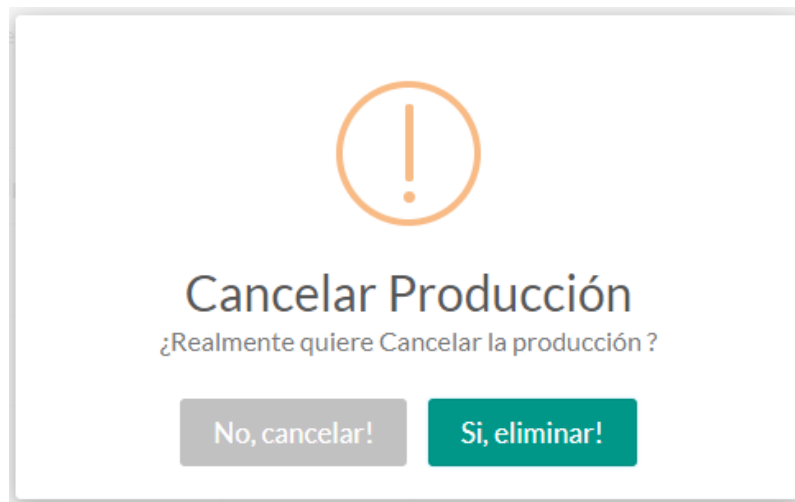 Cancelar Producción
¿Realmente quiere Cancelar la producción ?
No, cancelar!
Si, eliminar!